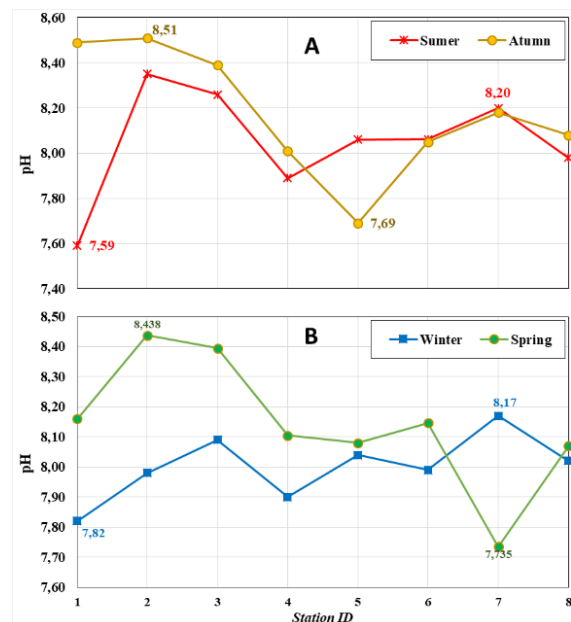 8,60
8,40
8,20
8,00
7,80
7,60
7,40
pH
A
Sumer
Atumn
8,51
8,20
7,69
7,59
8,50
8,40
8,30
8,20
8,10
8,00
7,90
7,80
7,70
7,60
pH
B
Winter
Spring
8,438
8,17
7,82
7,735
1 2 3 4 5 6 7 8
Station ID